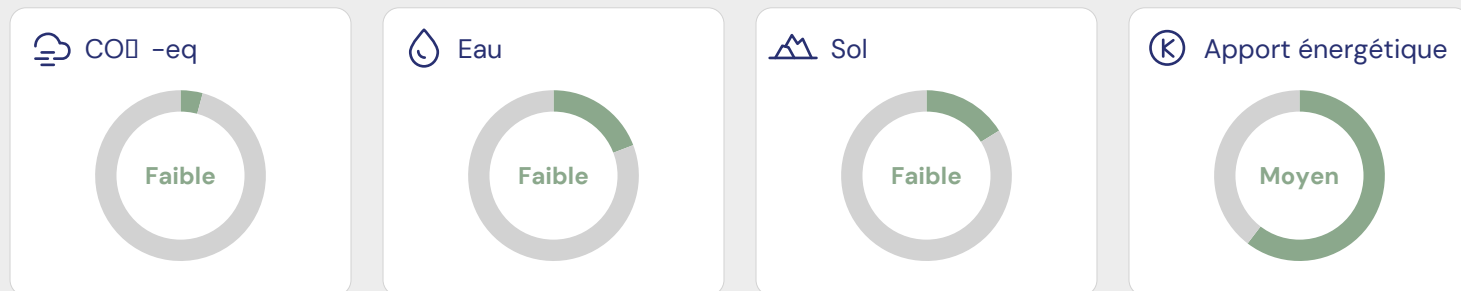 CO▯ -eq
Faible
Eau
Faible
Sol
Faible
Apport énergétique
Moyen